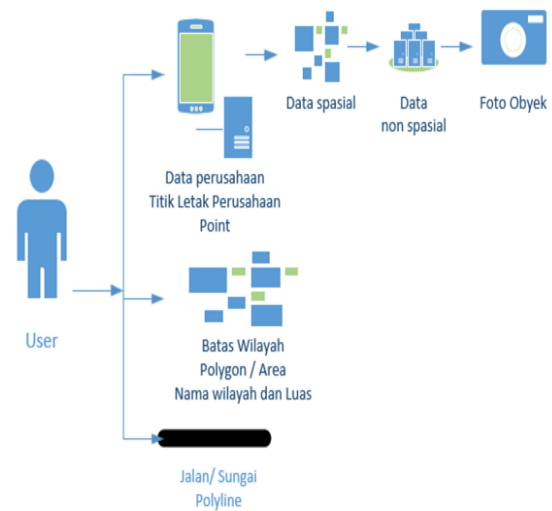 Data spasial
Data
non spasial
Foto Obyek
Data perusahaan
Titik Letak Perusahaan
Point
User
Batas Wilayah
Polygon / Area
Nama wilayah dan Luas
Jalan/ Sungai
Polyline